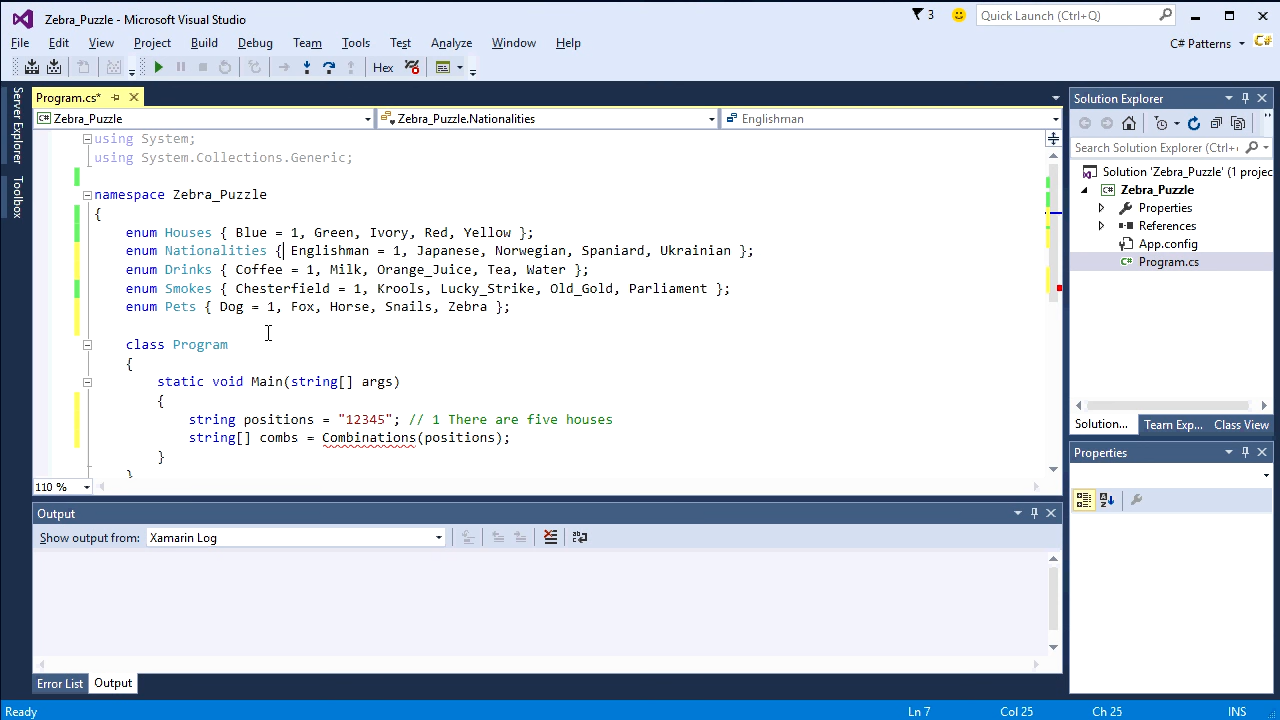 Zebra_Puzzle - Microsoft Visual Studio
3
Quick Launch (Ctrl+Q)
File Edit View Project Build Debug Team Tools Test Analyze Window Help
C# Patterns
Hex
Server Explorer
Toolbox
Program.cs*
Zebra_Puzzle
Zebra_Puzzle.Nationalities
Englishman
using System;
using System.Collections.Generic;
namespace Zebra_Puzzle
{
enum Houses { Blue = 1, Green, Ivory, Red, Yellow };
enum Nationalities { Englishman = 1, Japanese, Norwegian, Spaniard, Ukrainian };
enum Drinks { Coffee = 1, Milk, Orange_Juice, Tea, Water };
enum Smokes { Chesterfield = 1, Krools, Lucky_Strike, Old_Gold, Parliament };
enum Pets { Dog = 1, Fox, Horse, Snails, Zebra };
class Program
{
static void Main(string[] args)
{
string positions = "12345"; // 1 There are five houses
string[] combs = Combinations(positions);
}
}
110 %
Output
Show output from: Xamarin Log
Error List Output
Solution Explorer
Search Solution Explorer (Ctrl+
Solution 'Zebra_Puzzle' (1 projec
C# Zebra_Puzzle
Properties
References
App.config
C# Program.cs
Solution... Team Exp... Class View
Properties
Ready
Ln 7 Col 25 Ch 25 INS